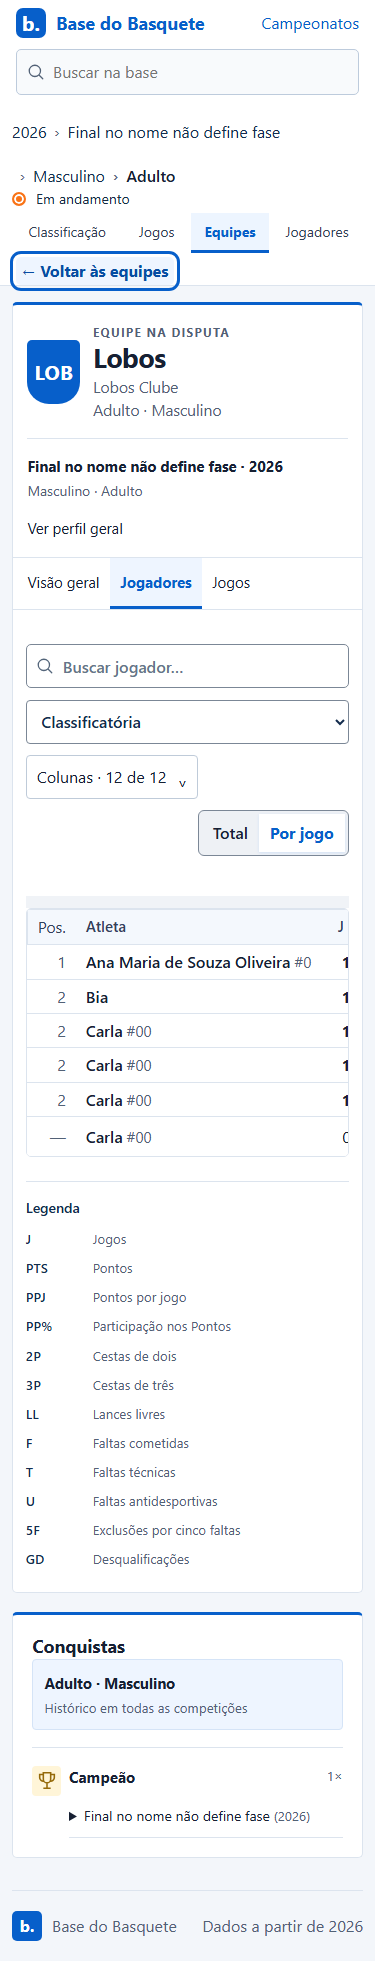 b. Base do Basquete Campeonatos
Buscar na base
2026 › Final no nome não define fase
› Masculino › Adulto
Em andamento
Classificação Jogos Equipes Jogadores
← Voltar às equipes
EQUIPE NA DISPUTA
LOB
Lobos
Lobos Clube
Adulto · Masculino
Final no nome não define fase · 2026
Masculino · Adulto
Ver perfil geral
Visão geral Jogadores Jogos
Buscar jogador...
Classificatória
Colunas · 12 de 12 v
Total Por jogo
Pos. Atleta J
1 Ana Maria de Souza Oliveira #0 1
2 Bia 1
2 Carla #00 1
2 Carla #00 1
2 Carla #00 1
— Carla #00 0
Legenda
J Jogos
PTS Pontos
PPJ Pontos por jogo
PP% Participação nos Pontos
2P Cestas de dois
3P Cestas de três
LL Lances livres
F Faltas cometidas
T Faltas técnicas
U Faltas antidesportivas
5F Exclusões por cinco faltas
GD Desqualificações
Conquistas
Adulto · Masculino
Histórico em todas as competições
Campeão 1×
▶ Final no nome não define fase (2026)
b. Base do Basquete Dados a partir de 2026